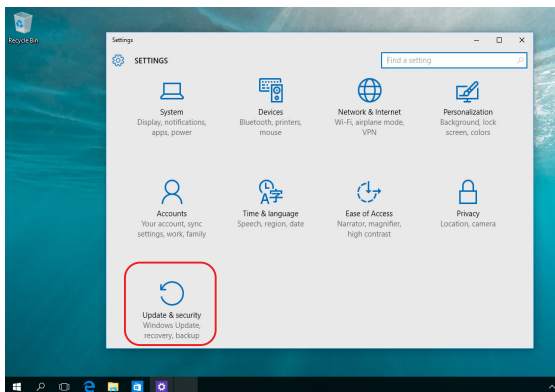 Recycle Bin
Settings
SETTINGS
Find a setting
System
Display, notifications,
apps, power
Devices
Bluetooth, printers,
mouse
Network & Internet
Wi-Fi, airplane mode,
VPN
Personalization
Background, lock
screen, colors
Accounts
Your account, sync
settings, work, family
Time & language
Speech, region, date
Ease of Access
Narrator, magnifier,
high contrast
Privacy
Location, camera
Update & security
Windows Update,
recovery, backup